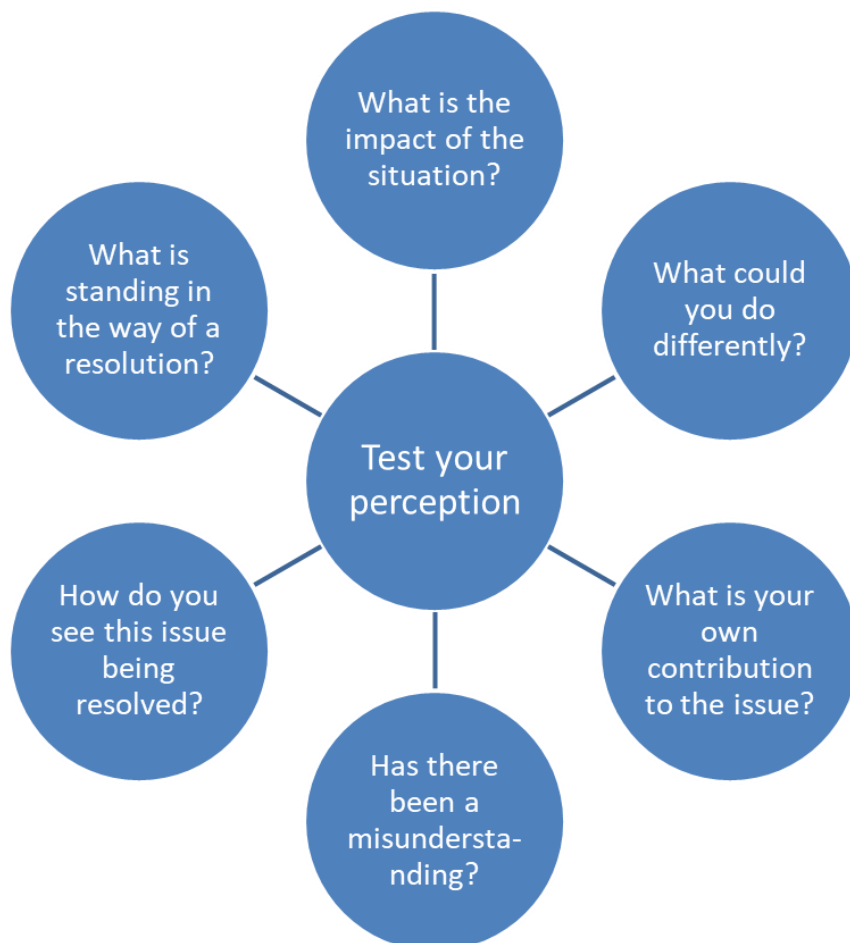 What is the
impact of the
situation?
What could
you do
differently?
What is your
own
contribution
to the issue?
Has there
been a
misundersta-
nding?
How do you
see this issue
being
resolved?
What is
standing in
the way of a
resolution?
Test your
perception